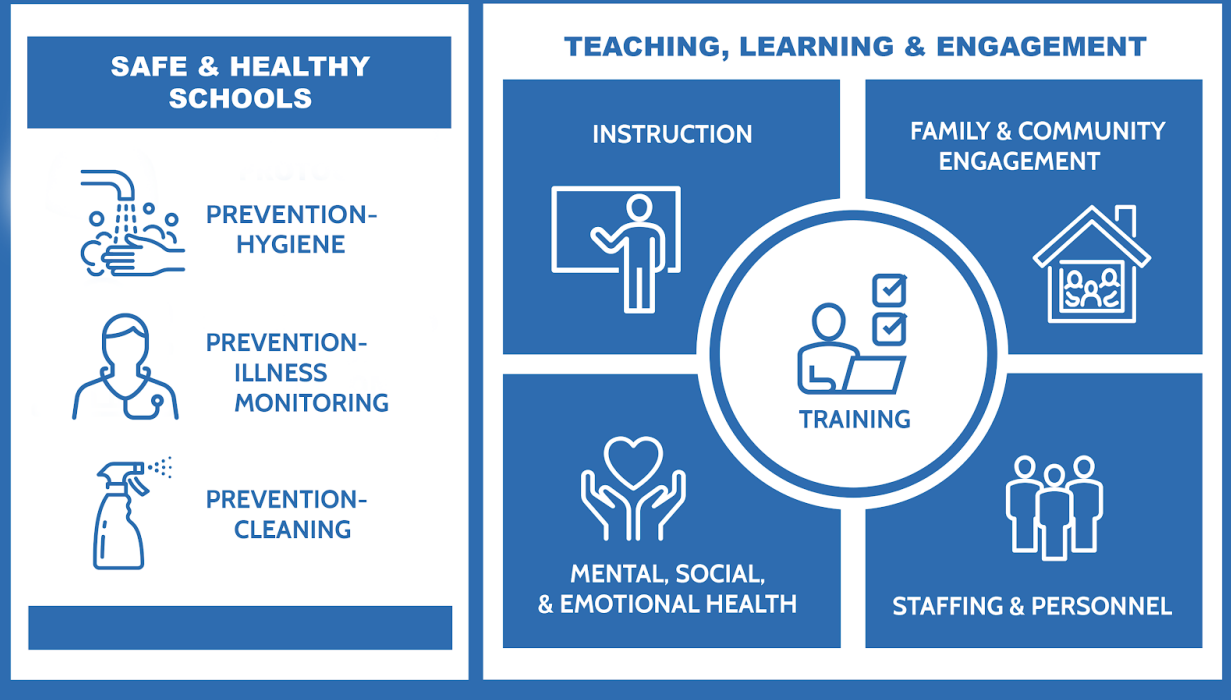 SAFE & HEALTHY
SCHOOLS
PREVENTION-
HYGIENE
PREVENTION-
ILLNESS
MONITORING
PREVENTION-
CLEANING
TEACHING, LEARNING & ENGAGEMENT
INSTRUCTION
FAMILY & COMMUNITY
ENGAGEMENT
TRAINING
MENTAL, SOCIAL,
& EMOTIONAL HEALTH
STAFFING & PERSONNEL